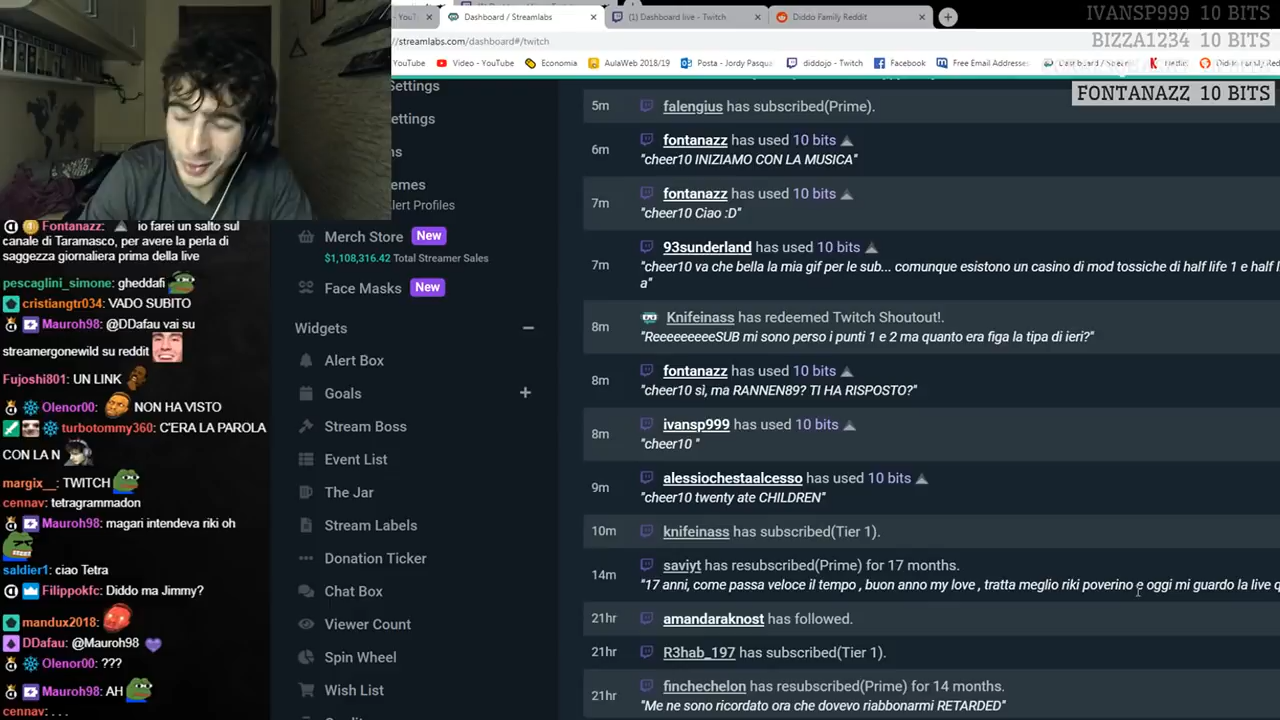 - YouT
Dashboard / Streamlabs
(1) Dashboard live - Twitch
Diddo Family Reddit
IVANSP999 10 BITS
BIZZA1234 10 BITS
FONTANAZZ 10 BITS
//streamlabs.com/dashboard#/twitch
YouTube
Video - YouTube
Economia
AulaWeb 2018/19
Posta - Jordy Pasqua
diddojo - Twitch
Facebook
Free Email Addresses
Settings
ettings
ns
emes
Alert Profiles
Merch Store New
$1,108,316.42 Total Streamer Sales
Face Masks New
Widgets
Alert Box
Goals
Stream Boss
Event List
The Jar
Stream Labels
Donation Ticker
Chat Box
Viewer Count
Spin Wheel
Wish List
5m falengius has subscribed(Prime).
6m fontanazz has used 10 bits
"cheer10 INIZIAMO CON LA MUSICA"
7m fontanazz has used 10 bits
"cheer10 Ciao :D"
7m 93sunderland has used 10 bits
"cheer10 va che bella la mia gif per le sub... comunque esistono un casino di mod tossiche di half life 1 e half l
a"
8m Knifeinass has redeemed Twitch Shoutout!.
"ReeeeeeeeSUB mi sono perso i punti 1 e 2 ma quanto era figa la tipa di ieri?"
8m fontanazz has used 10 bits
"cheer10 sì, ma RANNEN89? TI HA RISPOSTO?"
8m ivansp999 has used 10 bits
"cheer10 "
9m alessiochestaalcesso has used 10 bits
"cheer10 twenty ate CHILDREN"
10m knifeinass has subscribed(Tier 1).
14m saviyt has resubscribed(Prime) for 17 months.
"17 anni, come passa veloce il tempo , buon anno my love , tratta meglio riki poverino e oggi mi guardo la live q
21hr amandaraknost has followed.
21hr R3hab_197 has subscribed(Tier 1).
21hr finchechelon has resubscribed(Prime) for 14 months.
"Me ne sono ricordato ora che dovevo riabbonarmi RETARDED"
Fontanazz: io farei un salto sul
canale di Taramasco, per avere la perla di
saggezza giornaliera prima della live
pescaglini_simone: gheddafi
cristiangtr034: VADO SUBITO
Mauroh98: @DDafau vai su
streamergonewild su reddit
Fujoshi801: UN LINK
Olenor00: NON HA VISTO
turbotommy360: C'ERA LA PAROLA
CON LA N
margix__: TWITCH
cennav: tetragrammadon
Mauroh98: magari intendeva riki oh
saldier1: ciao Tetra
Filippokfc: Diddo ma Jimmy?
mandux2018:
DDafau: @Mauroh98
Olenor00: ???
Mauroh98: AH
cennav: . . .